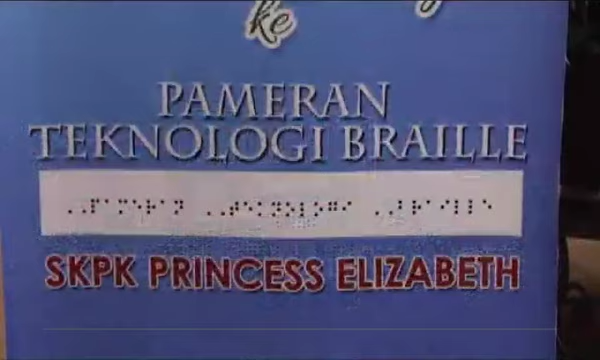 ke
PAMERAN
TEKNOLOGI BRAILLE
⠠⠠⠏⠁⠍⠑⠗⠁⠝ ⠠⠠⠞⠑⠅⠝⠕⠇⠕⠛⠊ ⠠⠠⠃⠗⠁⠊⠇⠇⠑
SKPK PRINCESS ELIZABETH